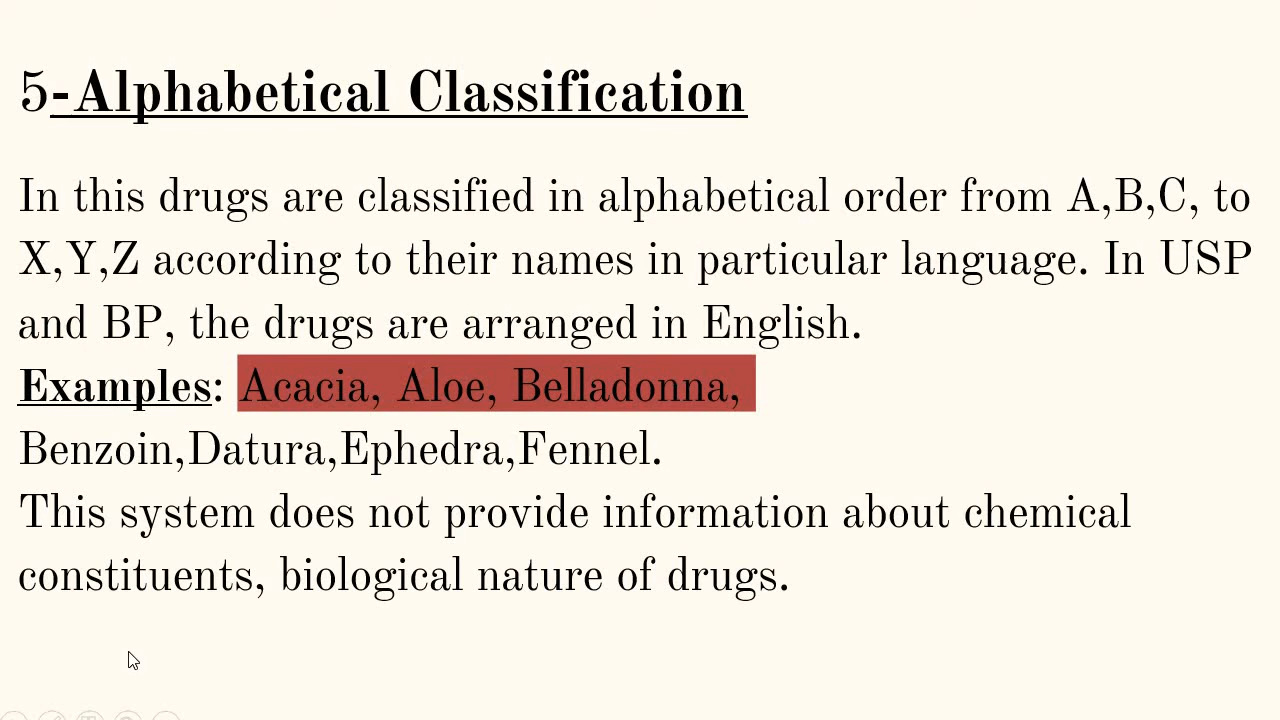 5-Alphabetical Classification
In this drugs are classified in alphabetical order from A,B,C, to
X,Y,Z according to their names in particular language. In USP
and BP, the drugs are arranged in English.
Examples: Acacia, Aloe, Belladonna,
Benzoin,Datura,Ephedra,Fennel.
This system does not provide information about chemical
constituents, biological nature of drugs.